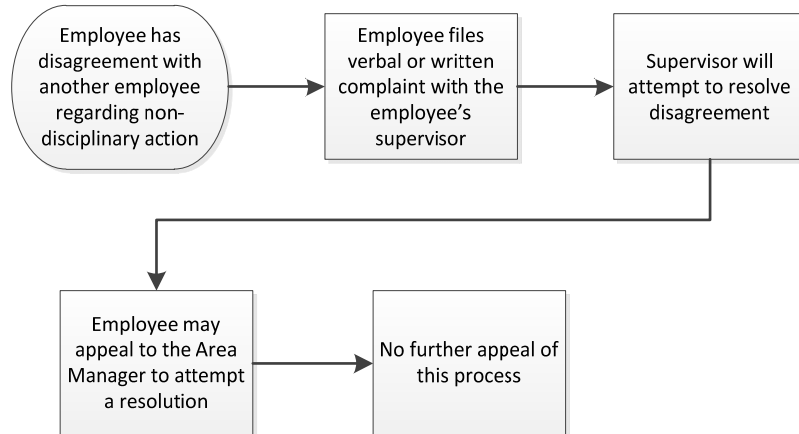 Employee has
disagreement with
another employee
regarding non-
disciplinary action
Employee files
verbal or written
complaint with the
employee's
supervisor
Supervisor will
attempt to resolve
disagreement
Employee may
appeal to the Area
Manager to attempt
a resolution
No further appeal of
this process